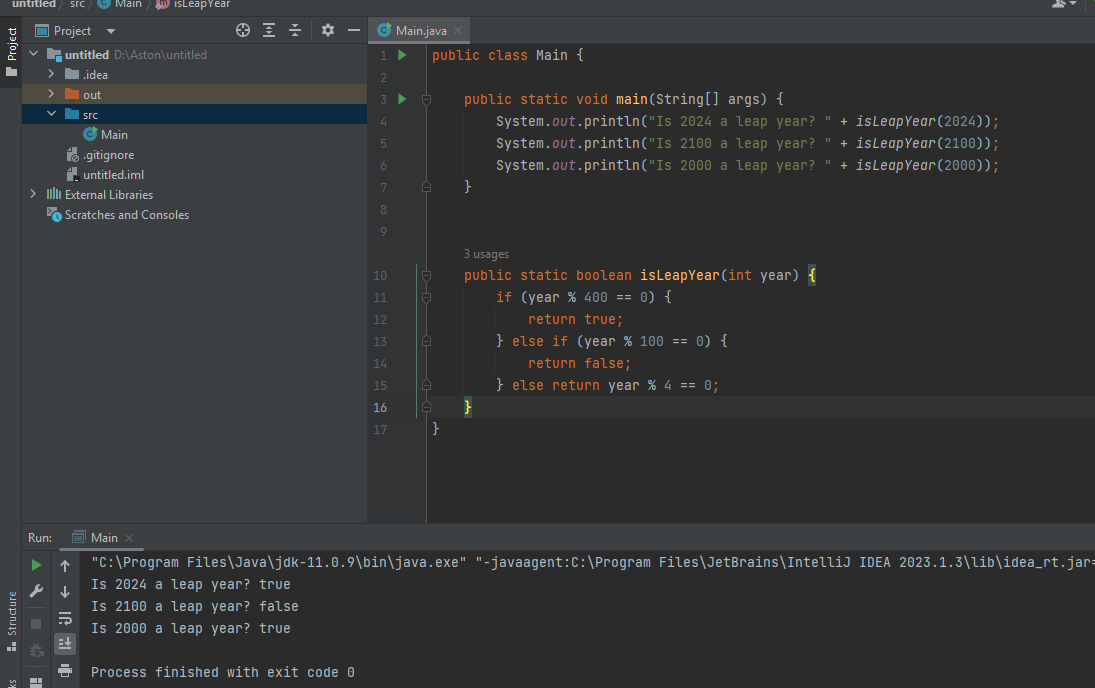 untitled > src > Main > isLeapYear
Project
Project
Main.java
untitled D:\Aston\untitled
.idea
out
src
Main
.gitignore
untitled.iml
External Libraries
Scratches and Consoles
1 public class Main {
2
3 public static void main(String[] args) {
4 System.out.println("Is 2024 a leap year? " + isLeapYear(2024));
5 System.out.println("Is 2100 a leap year? " + isLeapYear(2100));
6 System.out.println("Is 2000 a leap year? " + isLeapYear(2000));
7 }
8
9
3 usages
10 public static boolean isLeapYear(int year) {
11 if (year % 400 == 0) {
12 return true;
13 } else if (year % 100 == 0) {
14 return false;
15 } else return year % 4 == 0;
16 }
17 }
Run: Main
Structure
"C:\Program Files\Java\jdk-11.0.9\bin\java.exe" "-javaagent:C:\Program Files\JetBrains\IntelliJ IDEA 2023.1.3\lib\idea_rt.jar=
Is 2024 a leap year? true
Is 2100 a leap year? false
Is 2000 a leap year? true
Process finished with exit code 0